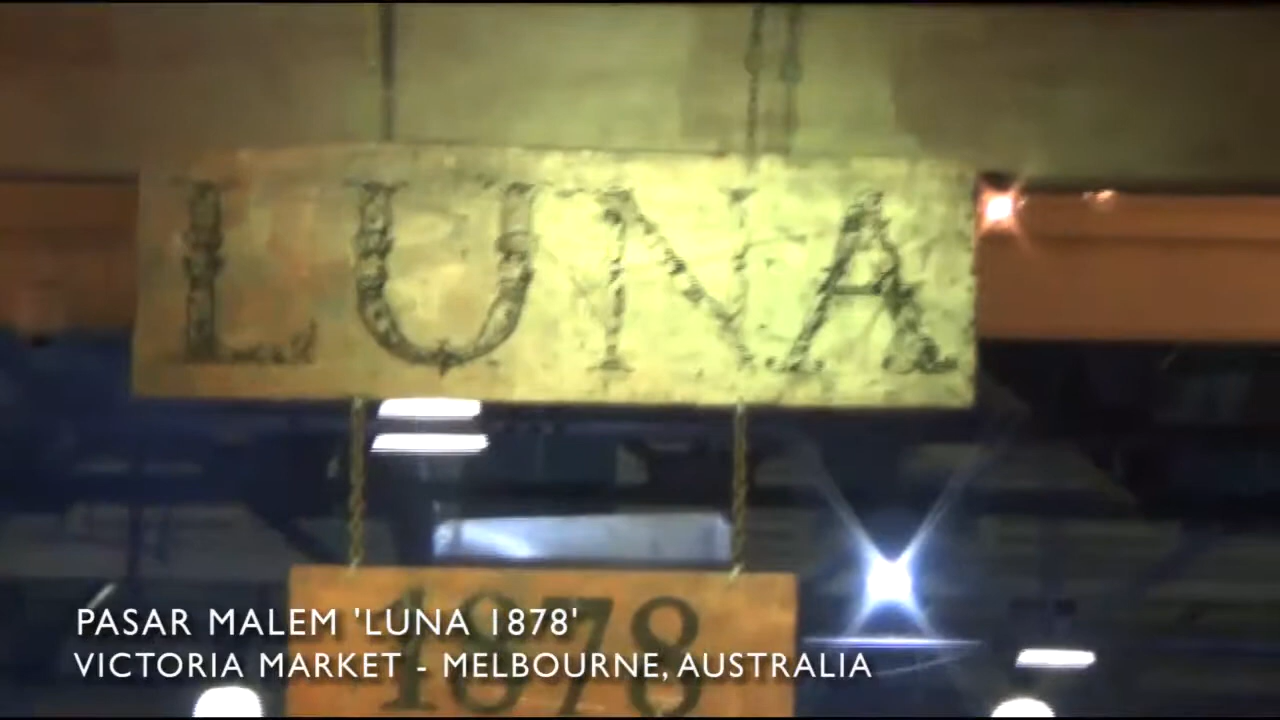 LUNA
1878
PASAR MALEM 'LUNA 1878'
VICTORIA MARKET - MELBOURNE, AUSTRALIA